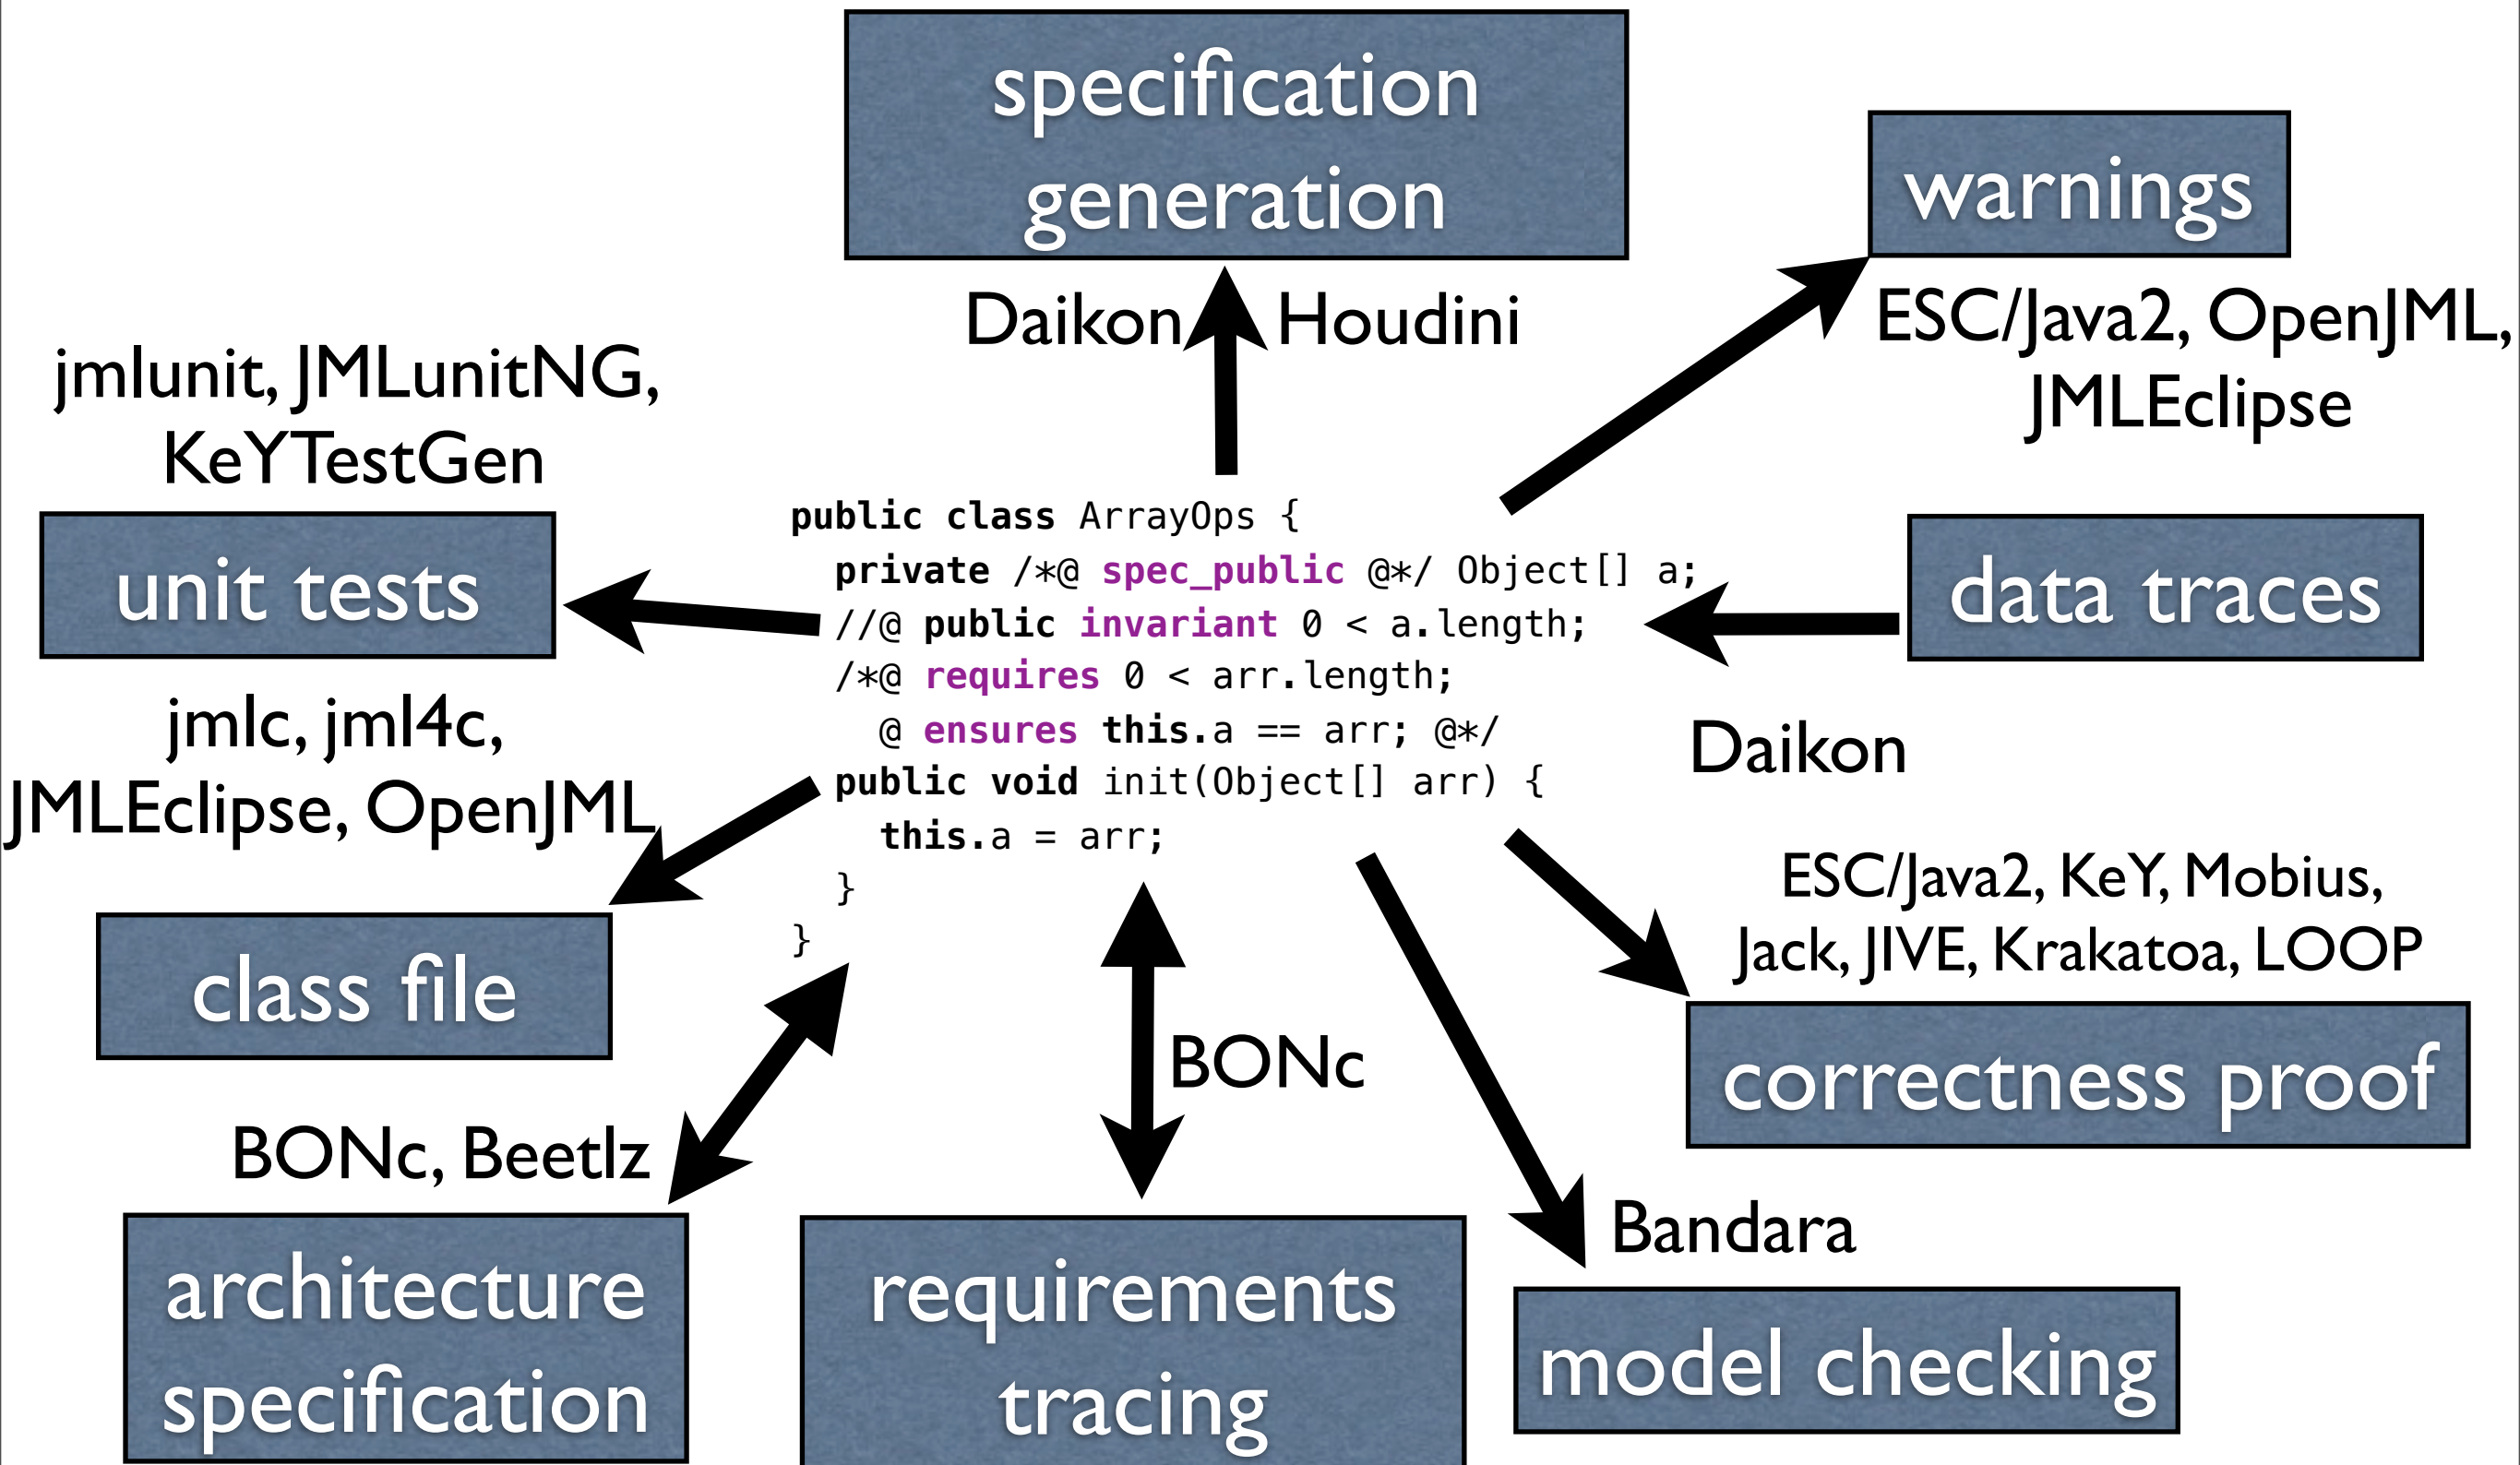 specification
generation
Daikon Houdini
warnings
ESC/Java2, OpenJML,
JMLEclipse
jmlunit, JMLunitNG,
KeYTestGen
unit tests
public class ArrayOps {
private /*@ spec_public @*/ Object[] a;
//@ public invariant 0 < a.length;
/*@ requires 0 < arr.length;
@ ensures this.a == arr; @*/
public void init(Object[] arr) {
this.a = arr;
}
}
data traces
Daikon
jmlc, jml4c,
JMLEclipse, OpenJML
class file
ESC/Java2, KeY, Mobius,
Jack, JIVE, Krakatoa, LOOP
correctness proof
BONc, Beetlz
architecture
specification
BONc
requirements
tracing
Bandara
model checking